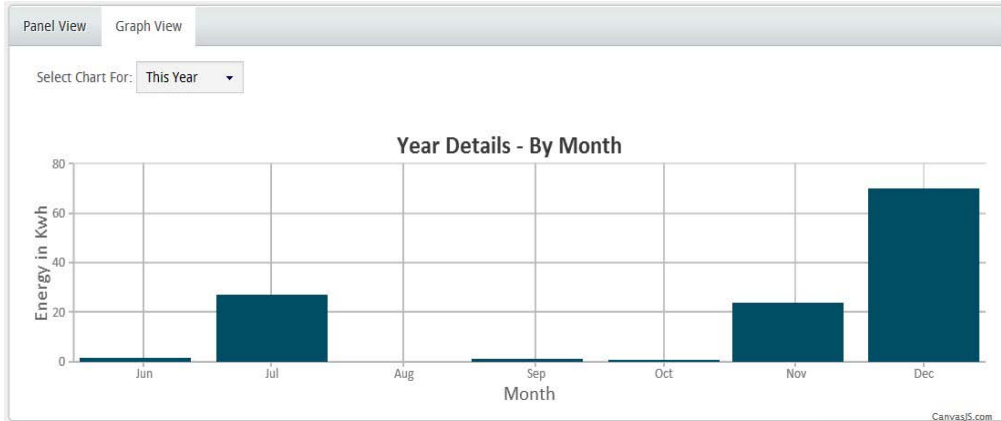 Panel View Graph View
Select Chart For: This Year
Year Details - By Month
Energy in Kwh
80
60
40
20
0
Jun Jul Aug Sep Oct Nov Dec
Month
CanvasJS.com